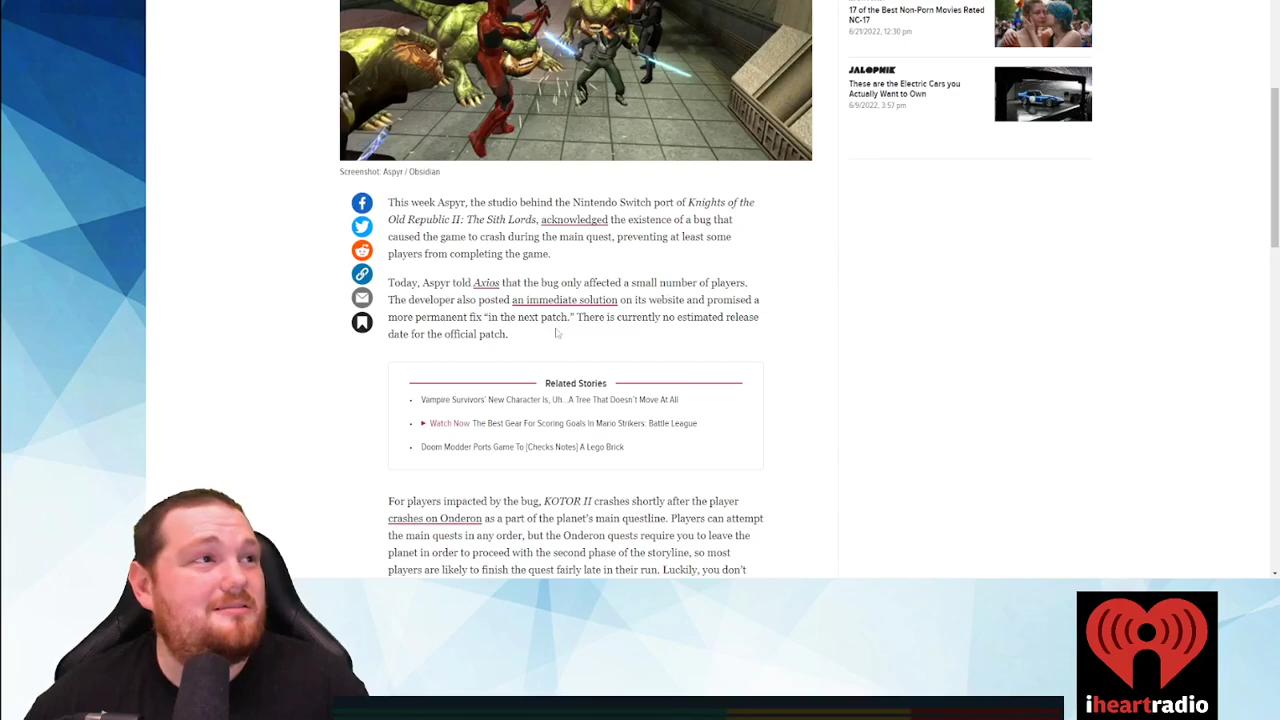 17 of the Best Non-Porn Movies Rated
NC-17
6/21/2022, 12:30 pm
JALOPNIK
These are the Electric Cars you
Actually Want to Own
6/9/2022, 3:57 pm
Screenshot: Aspyr / Obsidian
This week Aspyr, the studio behind the Nintendo Switch port of Knights of the
Old Republic II: The Sith Lords, acknowledged the existence of a bug that
caused the game to crash during the main quest, preventing at least some
players from completing the game.
Today, Aspyr told Axios that the bug only affected a small number of players.
The developer also posted an immediate solution on its website and promised a
more permanent fix “in the next patch.” There is currently no estimated release
date for the official patch.
Related Stories
Vampire Survivors’ New Character Is, Uh...A Tree That Doesn’t Move At All
Watch Now The Best Gear For Scoring Goals In Mario Strikers: Battle League
Doom Modder Ports Game To [Checks Notes] A Lego Brick
For players impacted by the bug, KOTOR II crashes shortly after the player
crashes on Onderon as a part of the planet’s main questline. Players can attempt
the main quests in any order, but the Onderon quests require you to leave the
planet in order to proceed with the second phase of the storyline, so most
players are likely to finish the quest fairly late in their run. Luckily, you don’t
iheartradio